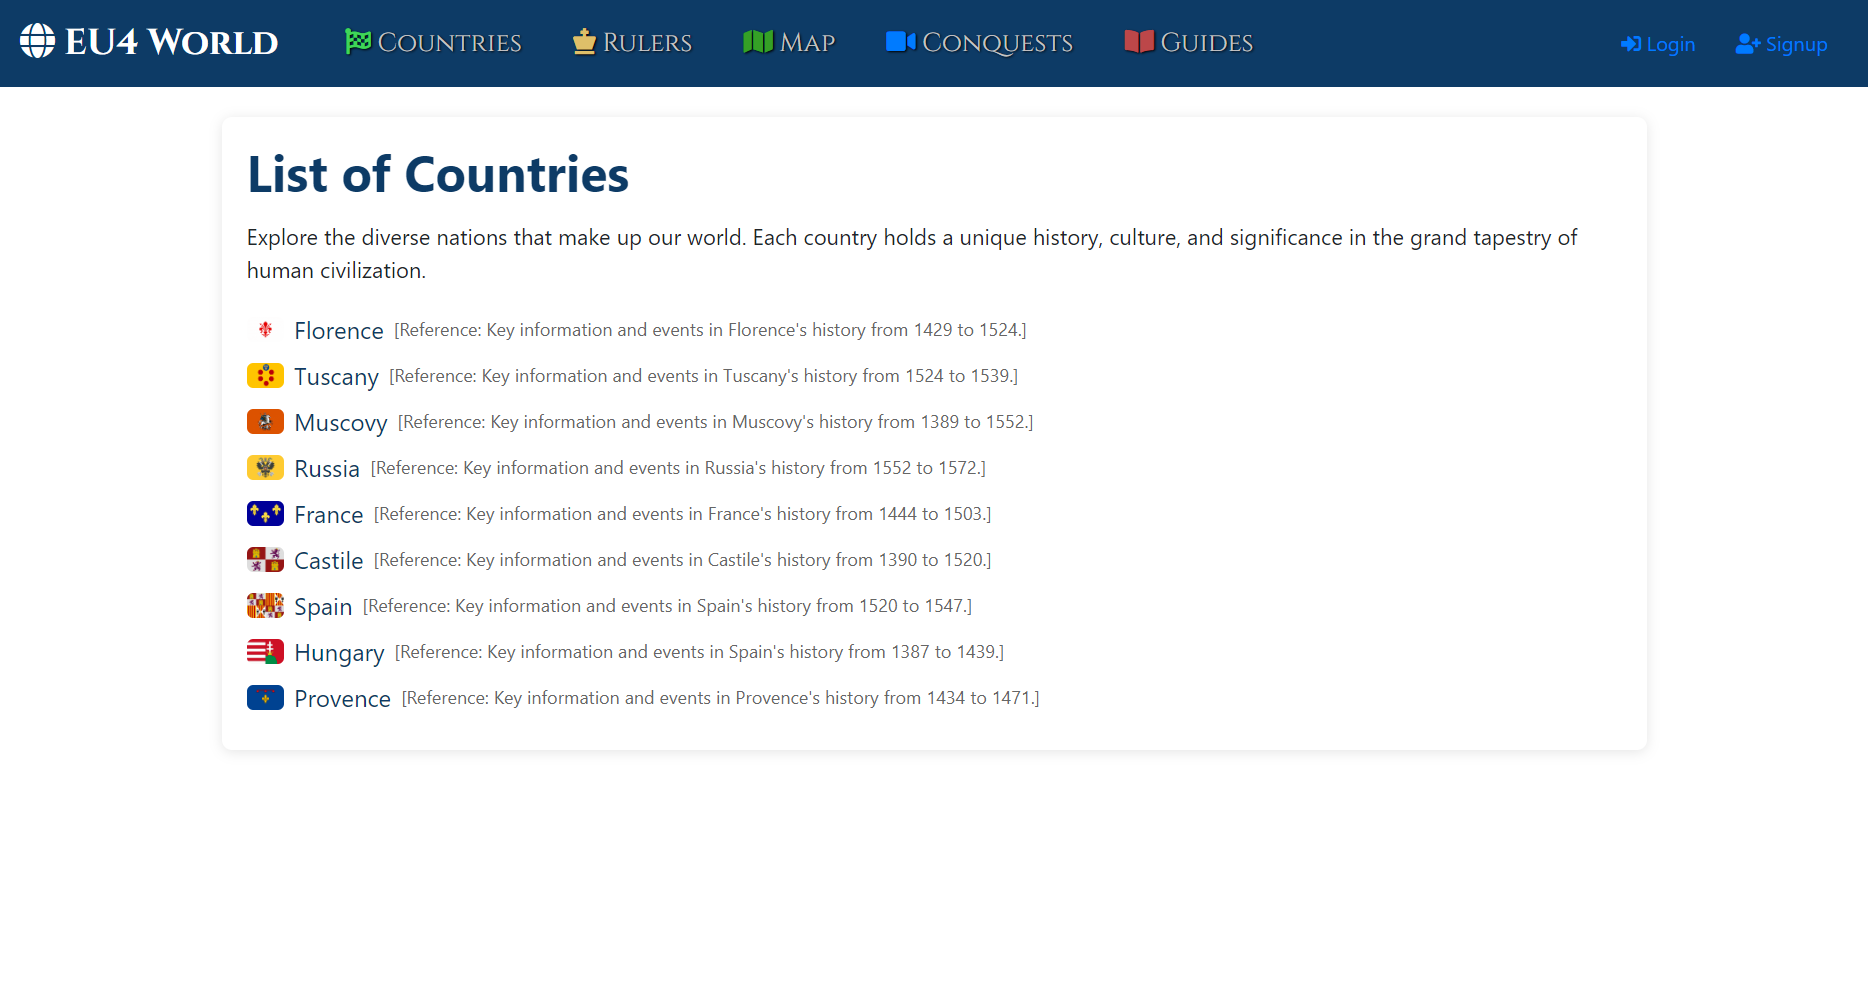 EU4 World
Countries
Rulers
Map
Conquests
Guides
Login
Signup
List of Countries
Explore the diverse nations that make up our world. Each country holds a unique history, culture, and significance in the grand tapestry of
human civilization.
Florence [Reference: Key information and events in Florence's history from 1429 to 1524.]
Tuscany [Reference: Key information and events in Tuscany's history from 1524 to 1539.]
Muscovy [Reference: Key information and events in Muscovy's history from 1389 to 1552.]
Russia [Reference: Key information and events in Russia's history from 1552 to 1572.]
France [Reference: Key information and events in France's history from 1444 to 1503.]
Castile [Reference: Key information and events in Castile's history from 1390 to 1520.]
Spain [Reference: Key information and events in Spain's history from 1520 to 1547.]
Hungary [Reference: Key information and events in Spain's history from 1387 to 1439.]
Provence [Reference: Key information and events in Provence's history from 1434 to 1471.]